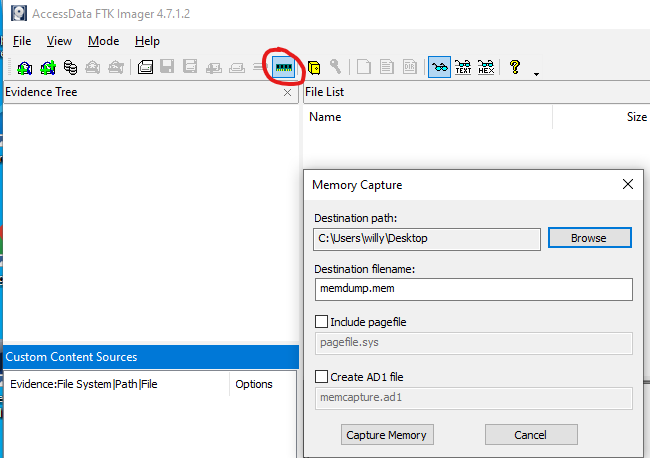 AccessData FTK Imager 4.7.1.2
File View Mode Help
TEXT HEX
Evidence Tree
File List
Name Size
Memory Capture
Destination path:
C:\Users\willy\Desktop
Browse
Destination filename:
memdump.mem
Include pagefile
pagefile.sys
Create AD1 file
memcapture.ad1
Capture Memory Cancel
Custom Content Sources
Evidence:File System|Path|File Options